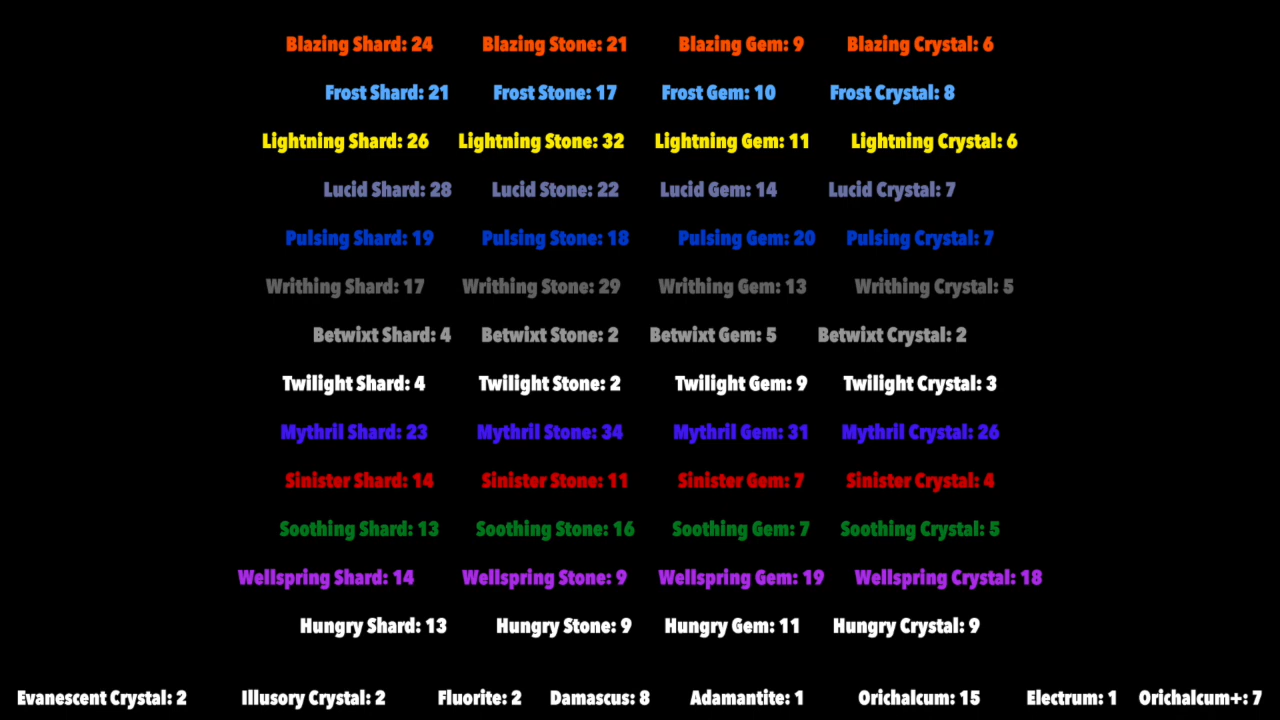 Blazing Shard: 24 Blazing Stone: 21 Blazing Gem: 9 Blazing Crystal: 6
Frost Shard: 21 Frost Stone: 17 Frost Gem: 10 Frost Crystal: 8
Lightning Shard: 26 Lightning Stone: 32 Lightning Gem: 11 Lightning Crystal: 6
Lucid Shard: 28 Lucid Stone: 22 Lucid Gem: 14 Lucid Crystal: 7
Pulsing Shard: 19 Pulsing Stone: 18 Pulsing Gem: 20 Pulsing Crystal: 7
Writhing Shard: 17 Writhing Stone: 29 Writhing Gem: 13 Writhing Crystal: 5
Betwixt Shard: 4 Betwixt Stone: 2 Betwixt Gem: 5 Betwixt Crystal: 2
Twilight Shard: 4 Twilight Stone: 2 Twilight Gem: 9 Twilight Crystal: 3
Mythril Shard: 23 Mythril Stone: 34 Mythril Gem: 31 Mythril Crystal: 26
Sinister Shard: 14 Sinister Stone: 11 Sinister Gem: 7 Sinister Crystal: 4
Soothing Shard: 13 Soothing Stone: 16 Soothing Gem: 7 Soothing Crystal: 5
Wellspring Shard: 14 Wellspring Stone: 9 Wellspring Gem: 19 Wellspring Crystal: 18
Hungry Shard: 13 Hungry Stone: 9 Hungry Gem: 11 Hungry Crystal: 9
Evanescent Crystal: 2 Illusory Crystal: 2 Fluorite: 2 Damascus: 8 Adamantite: 1 Orichalcum: 15 Electrum: 1 Orichalcum+: 7